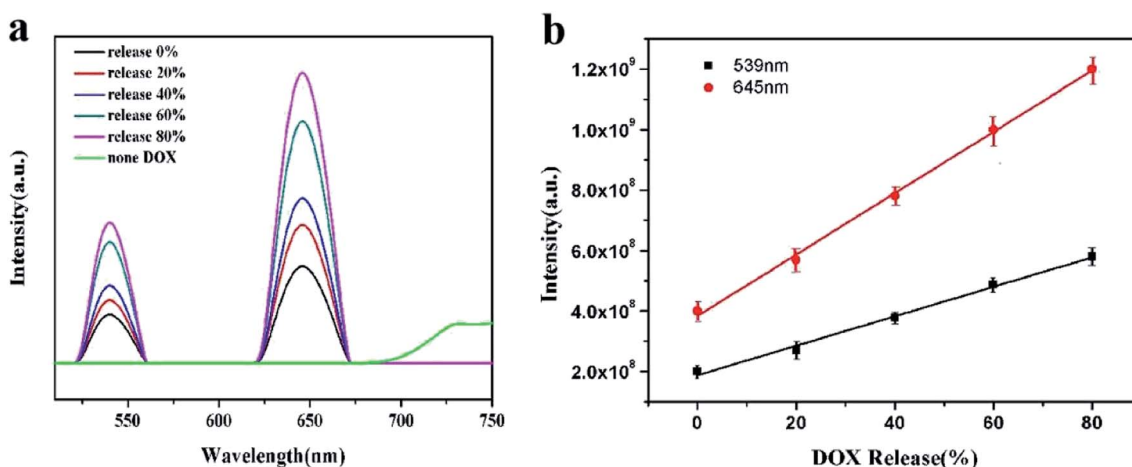 a
release 0%
release 20%
release 40%
release 60%
release 80%
none DOX
Intensity(a.u.)
550
600
650
700
750
Wavelength(nm)
b
539nm
645nm
1.2x10⁹
1.0x10⁹
8.0x10⁸
6.0x10⁸
4.0x10⁸
2.0x10⁸
Intensity(a.u.)
0
20
40
60
80
DOX Release(%)